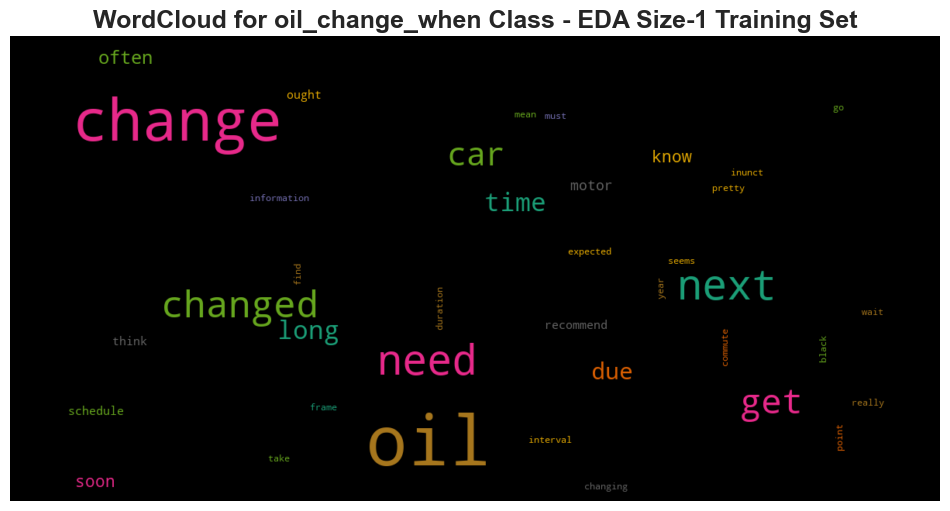 WordCloud for oil_change_when Class - EDA Size-1 Training Set
often
change
ought
mean
must
go
car
know
inunct
pretty
motor
time
information
expected
seems
find
year
next
changed
duration
long
recommend
wait
think
need
commute
black
due
get
schedule
frame
really
oil
interval
point
take
soon
changing